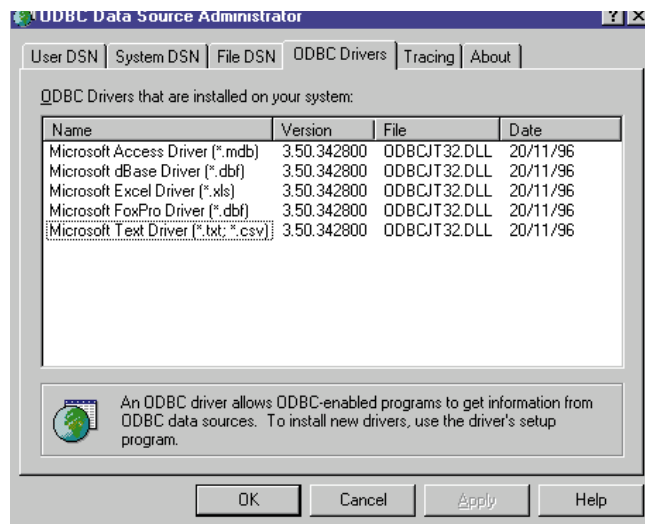 ODBC Data Source Administrator
User DSN System DSN File DSN ODBC Drivers Tracing About
ODBC Drivers that are installed on your system:
Name Version File Date
Microsoft Access Driver (*.mdb) 3.50.342800 ODBCJT32.DLL 20/11/96
Microsoft dBase Driver (*.dbf) 3.50.342800 ODBCJT32.DLL 20/11/96
Microsoft Excel Driver (*.xls) 3.50.342800 ODBCJT32.DLL 20/11/96
Microsoft FoxPro Driver (*.dbf) 3.50.342800 ODBCJT32.DLL 20/11/96
Microsoft Text Driver (*.txt; *.csv) 3.50.342800 ODBCJT32.DLL 20/11/96
An ODBC driver allows ODBC-enabled programs to get information from
ODBC data sources. To install new drivers, use the driver's setup
program.
OK Cancel Apply Help